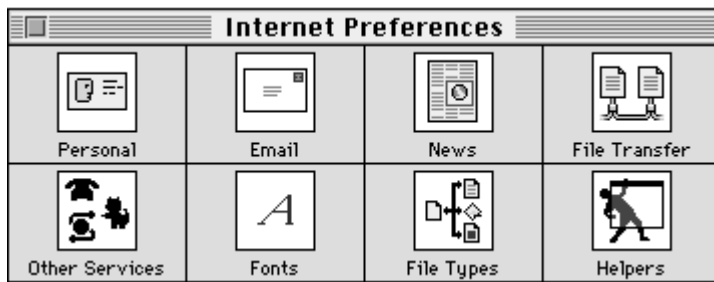 Internet Preferences
Personal
Email
News
File Transfer
Other Services
Fonts
File Types
Helpers